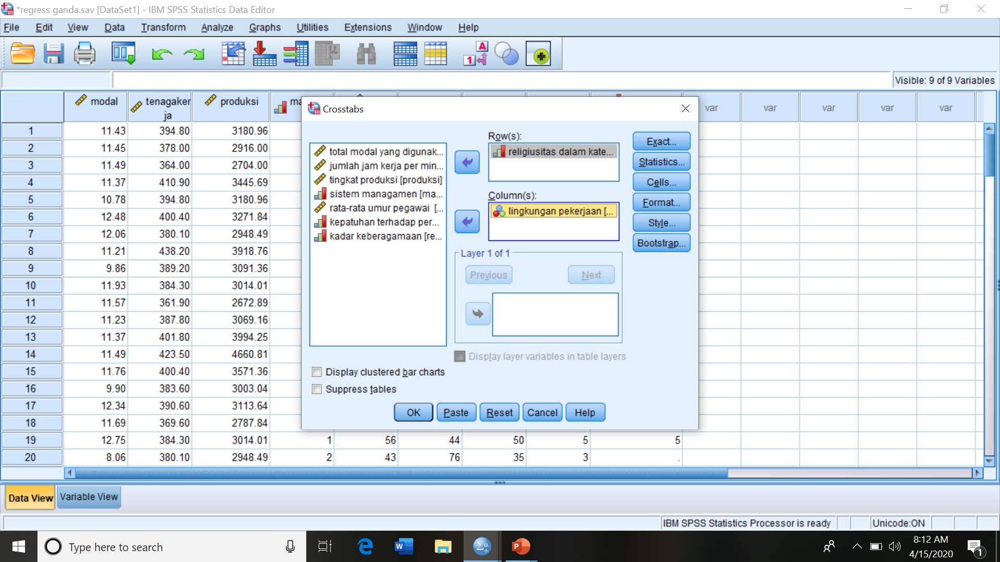 *regress ganda.sav [DataSet1] - IBM SPSS Statistics Data Editor
File Edit View Data Transform Analyze Graphs Utilities Extensions Window Help
Visible: 9 of 9 Variables
modal tenagaker
ja produksi ma var var var var var
1 11.43 394.80 3180.96
2 11.45 378.00 2916.00
3 11.49 364.00 2704.00
4 11.37 410.90 3445.69
5 10.78 394.80 3180.96
6 12.48 400.40 3271.84
7 12.06 380.10 2948.49
8 11.21 438.20 3918.76
9 9.86 389.20 3091.36
10 11.93 384.30 3014.01
11 11.57 361.90 2672.89
12 11.23 387.80 3069.16
13 11.37 401.80 3994.25
14 11.49 423.50 4660.81
15 11.76 400.40 3571.36
16 9.90 383.60 3003.04
17 12.34 390.60 3113.64
18 11.69 369.60 2787.84
19 12.75 384.30 3014.01 1 56 44 50 5 5
20 8.06 380.10 2948.49 2 43 76 35 3 .
Crosstabs
total modal yang digunak...
jumlah jam kerja per min...
tingkat produksi [produksi]
sistem managamen [ma...
rata-rata umur pegawai [...
kepatuhan terhadap per...
kadar keberagamaan [re...
Row(s):
religiusitas dalam kate...
Column(s):
lingkungan pekerjaan [...
Layer 1 of 1
Previous Next
Display layer variables in table layers
Exact...
Statistics...
Cells...
Format...
Style...
Bootstrap...
Display clustered bar charts
Suppress tables
OK Paste Reset Cancel Help
Data View Variable View
IBM SPSS Statistics Processor is ready Unicode:ON
Type here to search
8:12 AM
4/15/2020
1